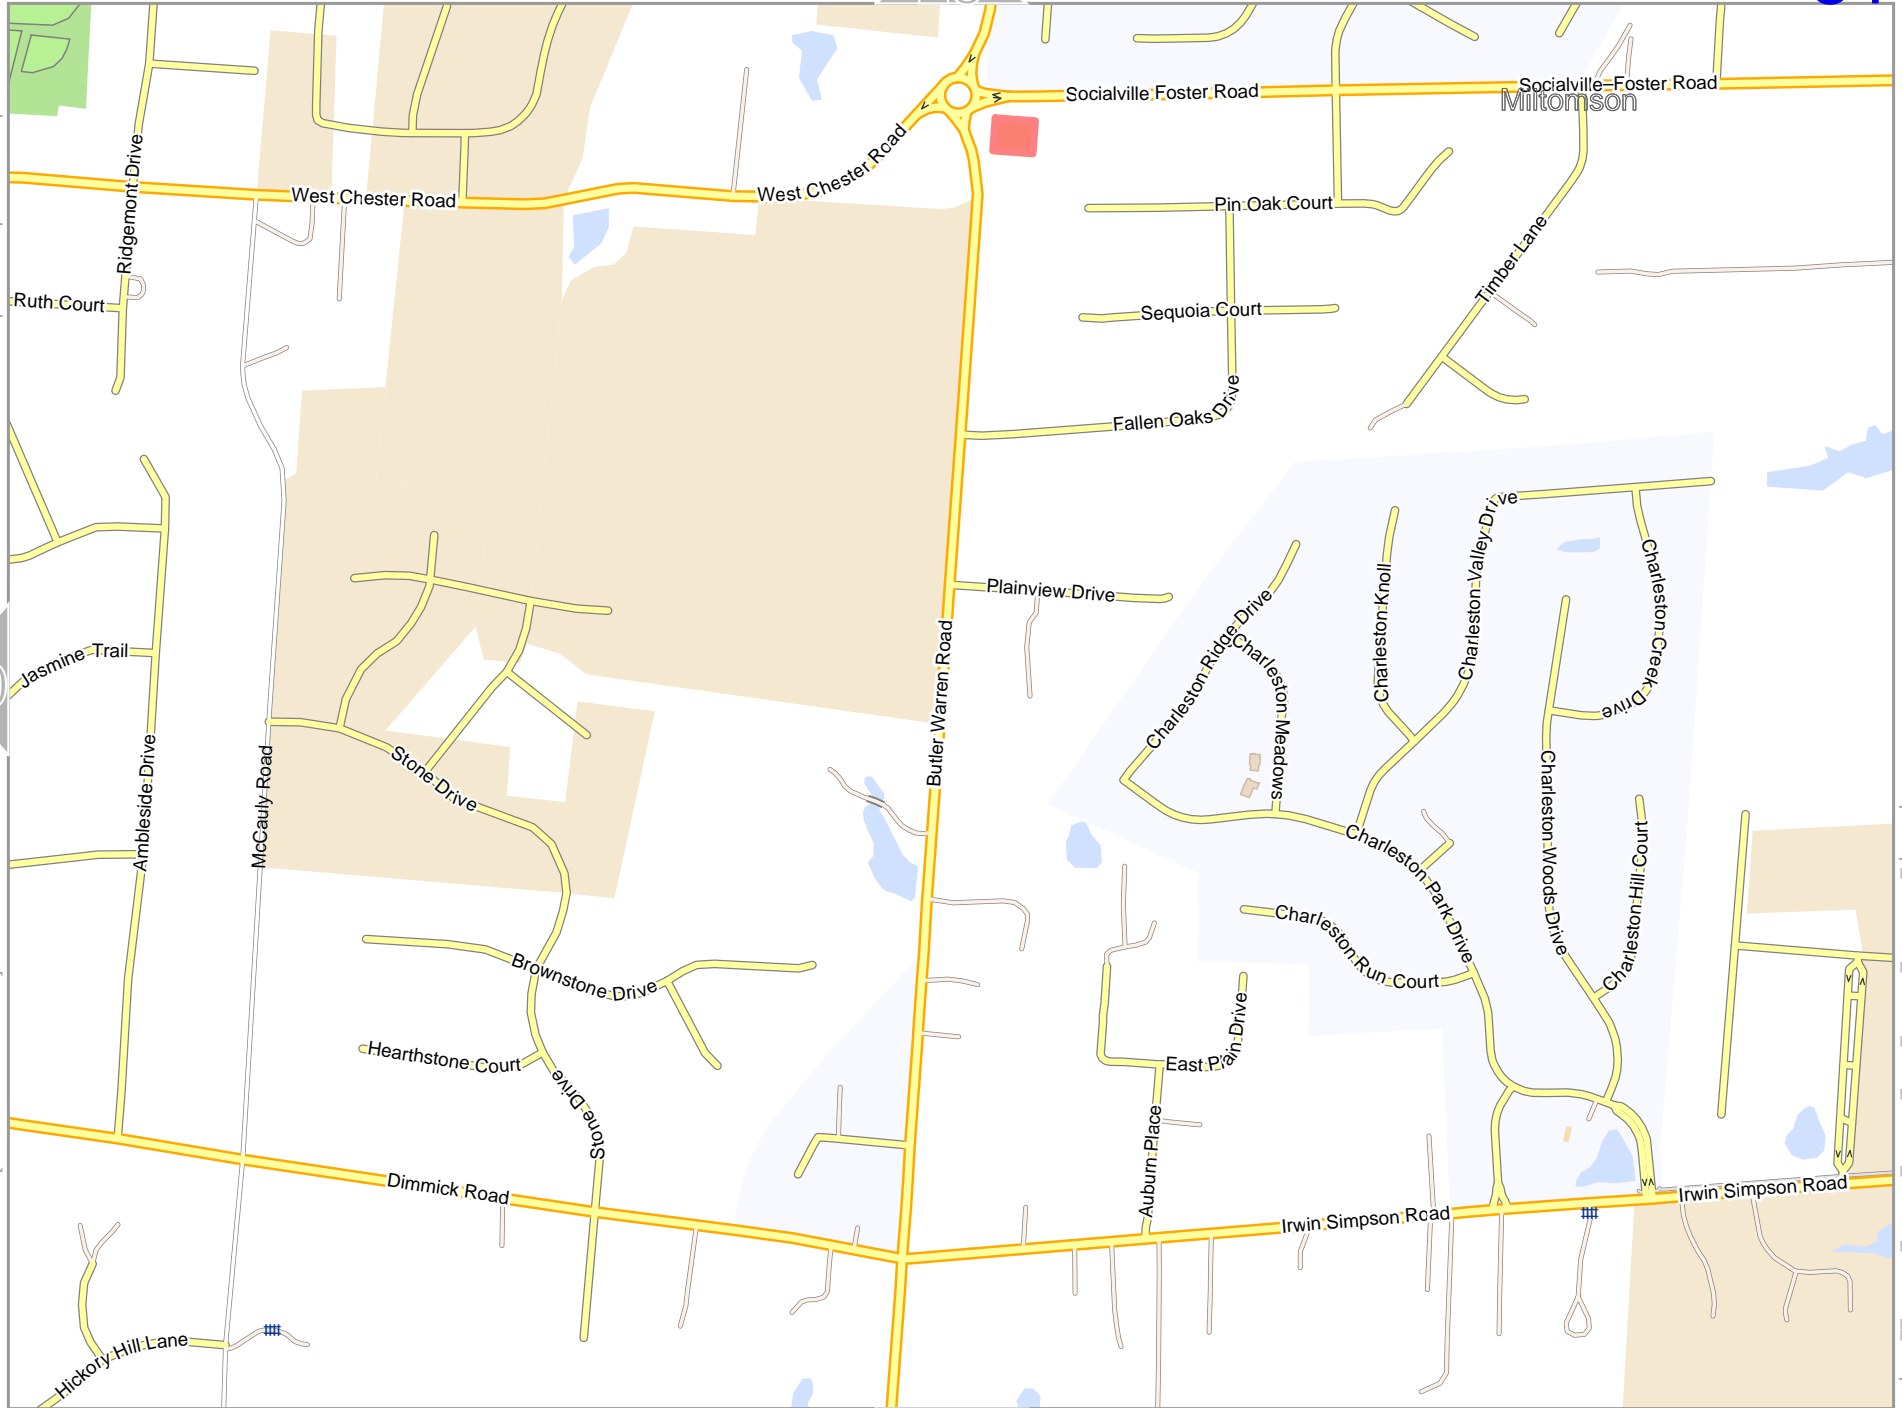 Socialville Foster Road
Socialville–Foster Road
Miltomson
Ridgemont Drive
West Chester Road
West Chester Road
Pin Oak Court
Timber Lane
Ruth Court
Sequoia Court
Fallen Oaks Drive
Charleston Valley Drive
Charleston Knoll
Charleston Creek Drive
Plainview Drive
Charleston Ridge Drive
Charleston Meadows
Jasmine Trail
Butler Warren Road
Ambleside Drive
McCauly Road
Stone Drive
Charleston Park Drive
Charleston Woods Drive
Charleston Hill Court
Charleston Run Court
Brownstone Drive
Hearthstone Court
East Plain Drive
Stone Drive
Auburn Place
Dimmick Road
Irwin Simpson Road
Irwin Simpson Road
Hickory Hill Lane